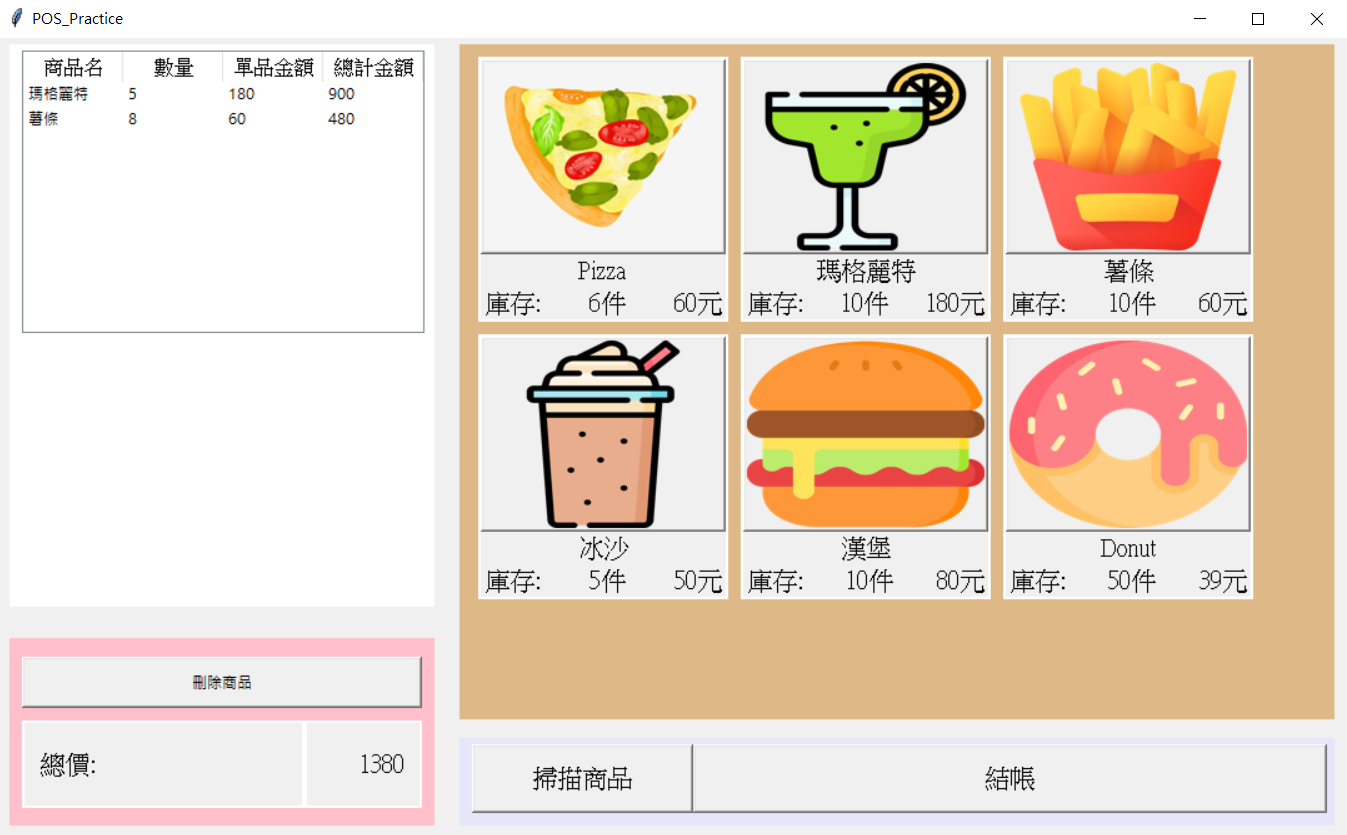 POS_Practice
商品名 數量 單品金額 總計金額
瑪格麗特 5 180 900
薯條 8 60 480
Pizza
庫存: 6件 60元
瑪格麗特
庫存: 10件 180元
薯條
庫存: 10件 60元
冰沙
庫存: 5件 50元
漢堡
庫存: 10件 80元
Donut
庫存: 50件 39元
刪除商品
總價: 1380
掃描商品 結帳